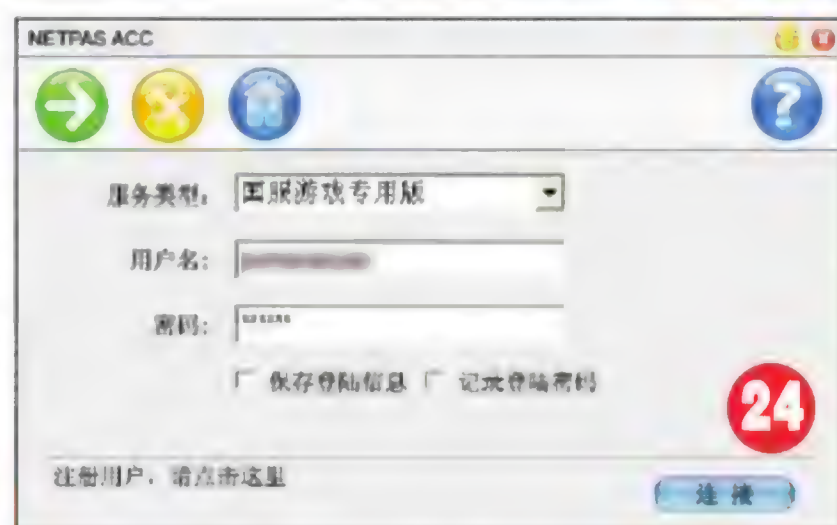 NETPAS ACC
服务类型:
国服游戏专用版
用户名:
密码:
******
保存登陆信息 记录登陆密码
24
注册用户，请点击这里
连接